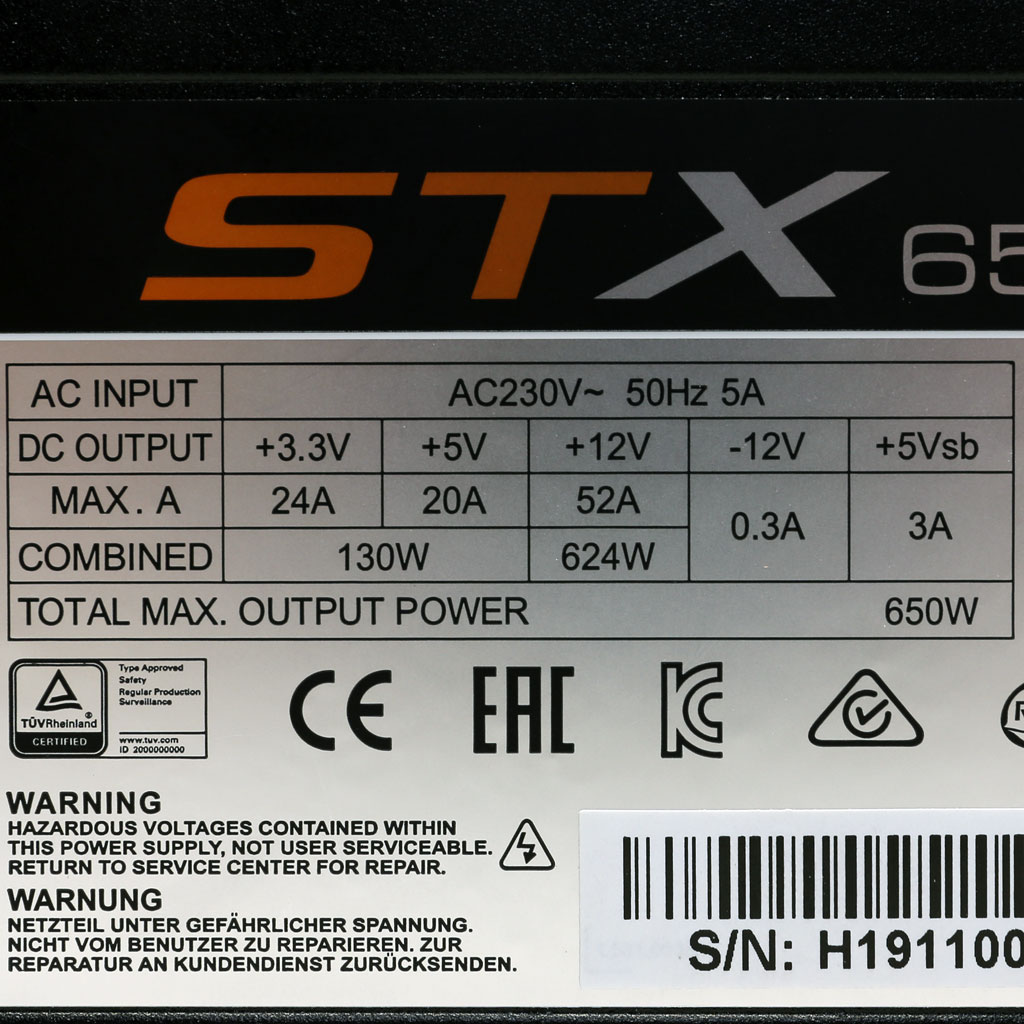 STX 65
AC INPUT AC230V~ 50Hz 5A
DC OUTPUT +3.3V +5V +12V -12V +5Vsb
MAX. A 24A 20A 52A 0.3A 3A
COMBINED 130W 624W
TOTAL MAX. OUTPUT POWER 650W
TÜVRheinland®
CERTIFIED
Type Approved
Safety
Regular Production
Surveillance
www.tuv.com
ID 2000000000
CE EAC KC
WARNING
HAZARDOUS VOLTAGES CONTAINED WITHIN
THIS POWER SUPPLY, NOT USER SERVICEABLE.
RETURN TO SERVICE CENTER FOR REPAIR.
WARNUNG
NETZTEIL UNTER GEFÄHRLICHER SPANNUNG.
NICHT VOM BENUTZER ZU REPARIEREN. ZUR
REPARATUR AN KUNDENDIENST ZURÜCKSENDEN.
S/N: H191100